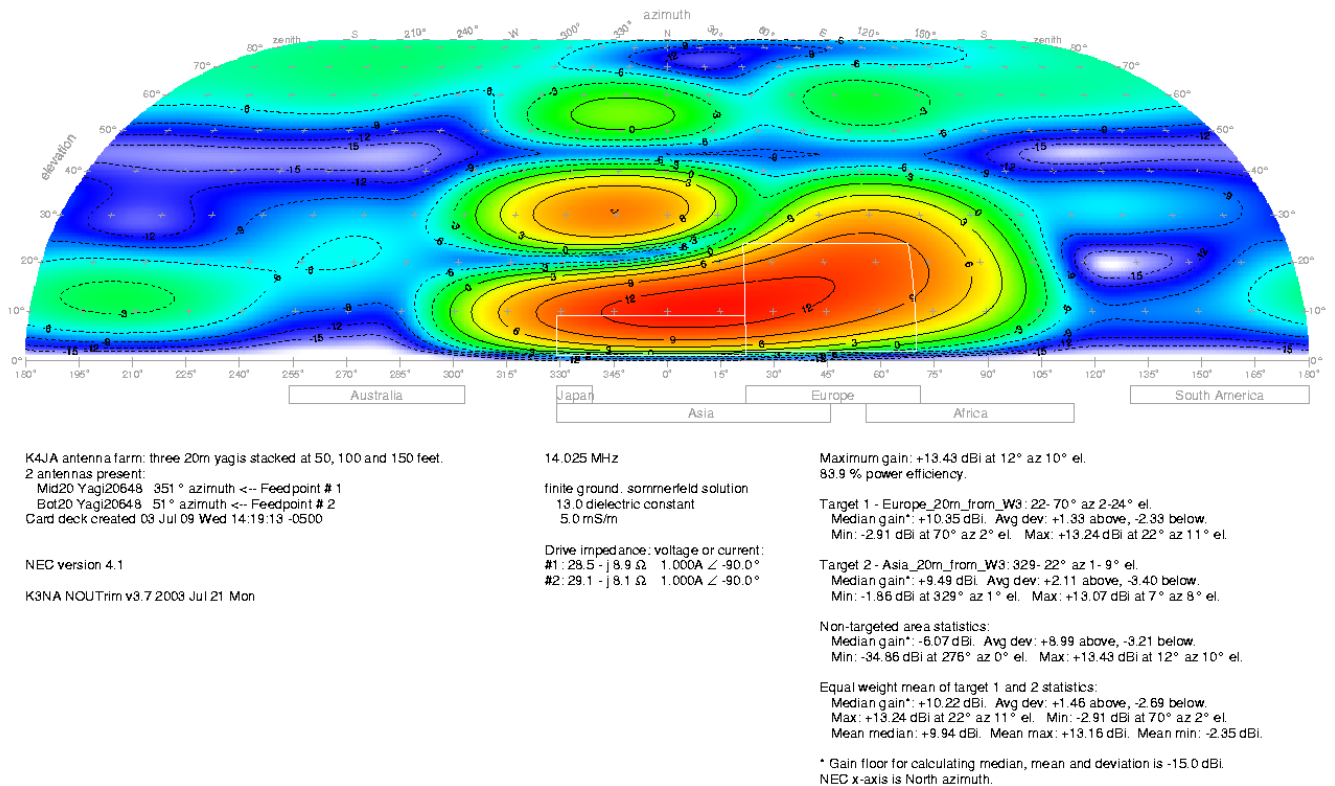 azimuth
zenith S 210° 240° W 300° 330° N 30° 60° E 120° 150° S zenith
80° 80°
70° 70°
60° 60°
50° 50°
elevation
40° 40°
30° 30°
20° 20°
10° 10°
0° 0°
180° 195° 210° 225° 240° 255° 270° 285° 300° 315° 330° 345° 0° 15° 30° 45° 60° 75° 90° 105° 120° 135° 150° 165° 180°
Australia Japan Europe South America
Asia Africa
K4JA antenna farm: three 20m yagis stacked at 50, 100 and 150 feet.
2 antennas present:
Mid20 Yagi20648 351° azimuth <-- Feedpoint # 1
Bot20 Yagi20648 51° azimuth <-- Feedpoint # 2
Card deck created 03 Jul 09 Wed 14:19:13 -0500
NEC version 4.1
K3NA NOUTrim v3.7 2003 Jul 21 Mon
14.025 MHz
finite ground. sommerfeld solution
13.0 dielectric constant
5.0 mS/m
Drive impedance: voltage or current:
#1: 28.5 - j 8.9 Ω 1.000A ∠ -90.0°
#2: 29.1 - j 8.1 Ω 1.000A ∠ -90.0°
Maximum gain: +13.43 dBi at 12° az 10° el.
83.9 % power efficiency.
Target 1 - Europe_20m_from_W3: 22- 70° az 2-24° el.
Median gain*: +10.35 dBi. Avg dev: +1.33 above, -2.33 below.
Min: -2.91 dBi at 70° az 2° el. Max: +13.24 dBi at 22° az 11° el.
Target 2 - Asia_20m_from_W3: 329- 22° az 1- 9° el.
Median gain*: +9.49 dBi. Avg dev: +2.11 above, -3.40 below.
Min: -1.86 dBi at 329° az 1° el. Max: +13.07 dBi at 7° az 8° el.
Non-targeted area statistics:
Median gain*: -6.07 dBi. Avg dev: +8.99 above, -3.21 below.
Min: -34.86 dBi at 276° az 0° el. Max: +13.43 dBi at 12° az 10° el.
Equal weight mean of target 1 and 2 statistics:
Median gain*: +10.22 dBi. Avg dev: +1.46 above, -2.69 below.
Max: +13.24 dBi at 22° az 11° el. Min: -2.91 dBi at 70° az 2° el.
Mean median: +9.94 dBi. Mean max: +13.16 dBi. Mean min: -2.35 dBi.
* Gain floor for calculating median, mean and deviation is -15.0 dBi.
NEC x-axis is North azimuth.